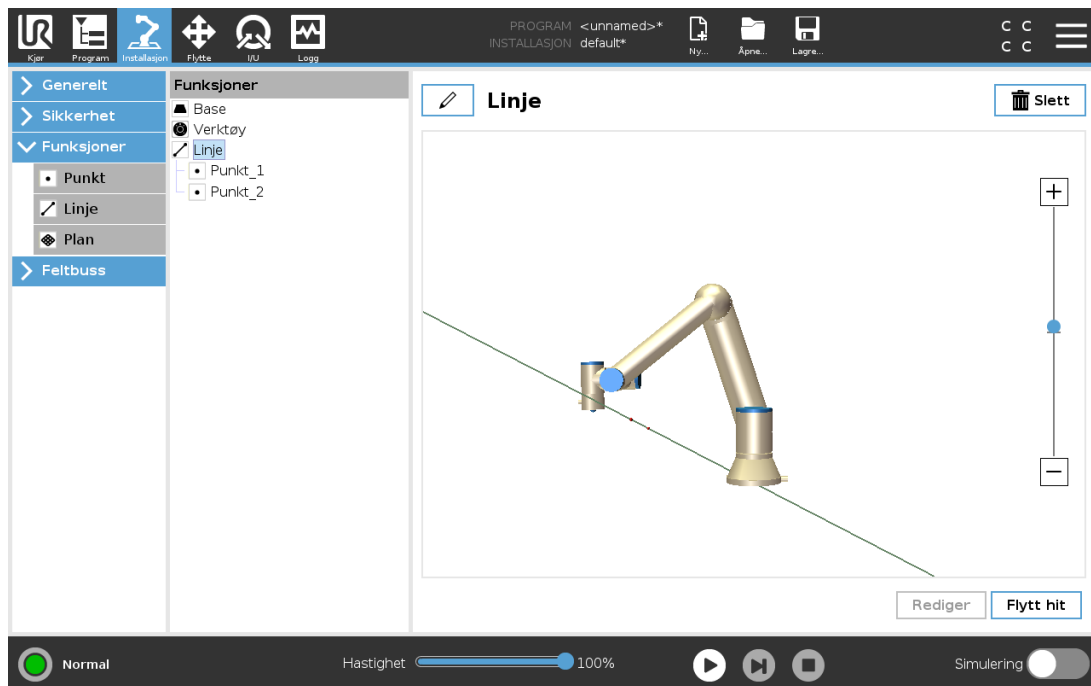 PROGRAM <unnamed>*
INSTALLASJON default*
C C
C C
Kjør Program Installasjon Flytte I/U Logg Ny... Åpne... Lagre...
Generelt
Sikkerhet
Funksjoner
Punkt
Linje
Plan
Feltbuss
Funksjoner
Base
Verktøy
Linje
Punkt_1
Punkt_2
Linje
Slett
Rediger Flytt hit
Normal Hastighet 100% Simulering